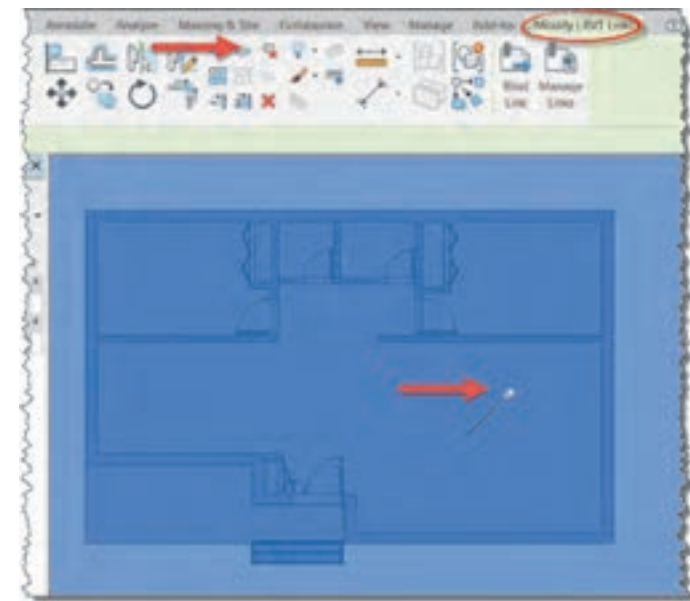 Annotate Analyze Massing & Site Collaborate View Manage Add-Ins Modify | RVT Links
Bind Manage
Link Links